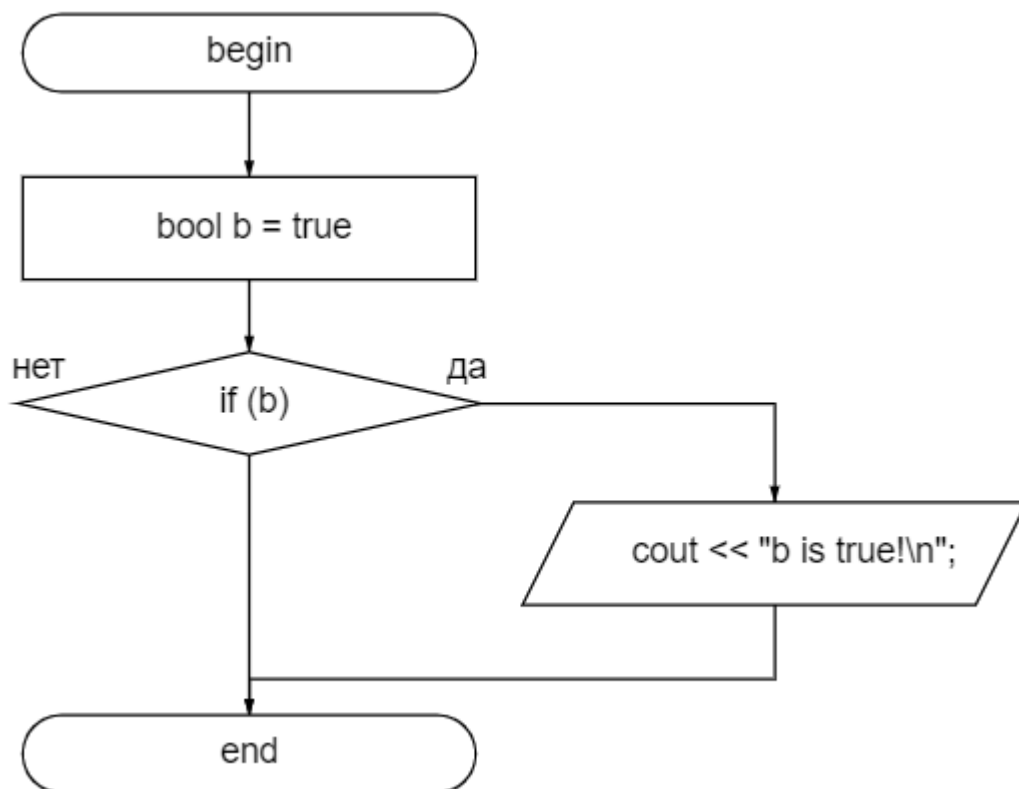 begin
bool b = true
нет
да
if (b)
cout << "b is true!\n";
end